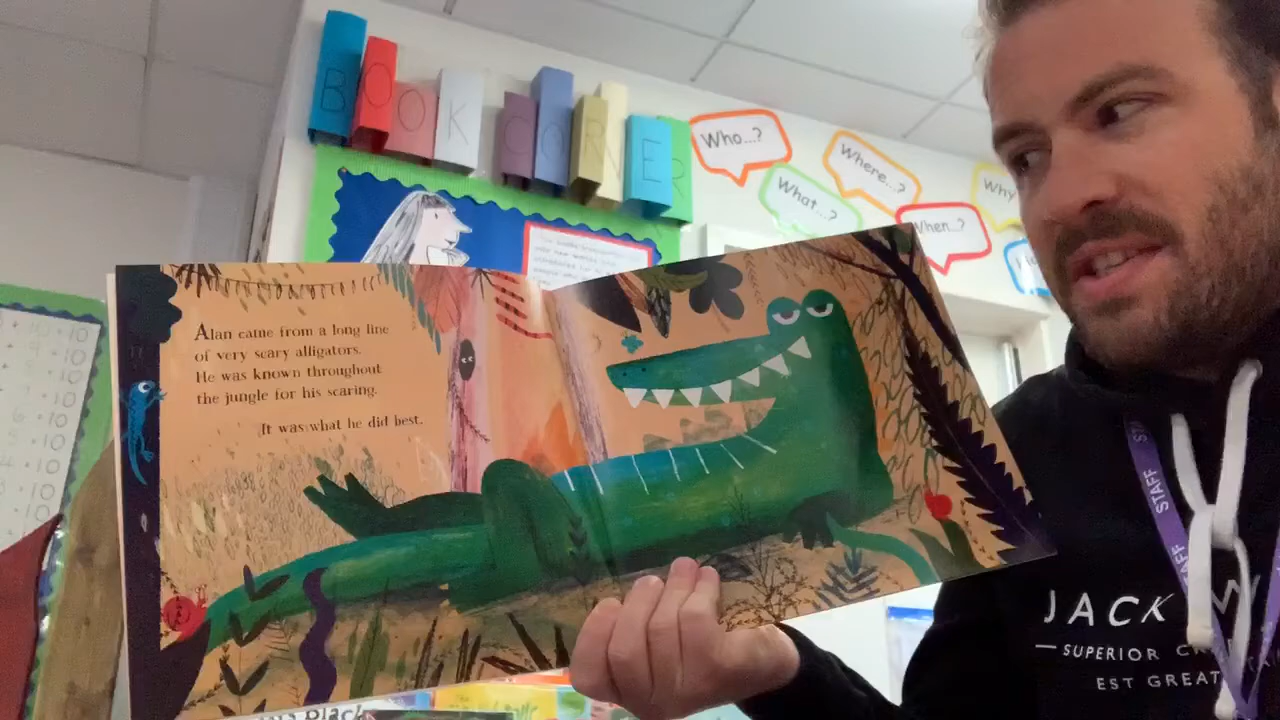 BOOK CORNER
Who...?
What...?
Where...?
When...?
Why
Alan came from a long line
of very scary alligators.
He was known throughout
the jungle for his scaring.
It was what he did best.
STAFF
STAFF
JACK W
SUPERIOR
EST GREAT